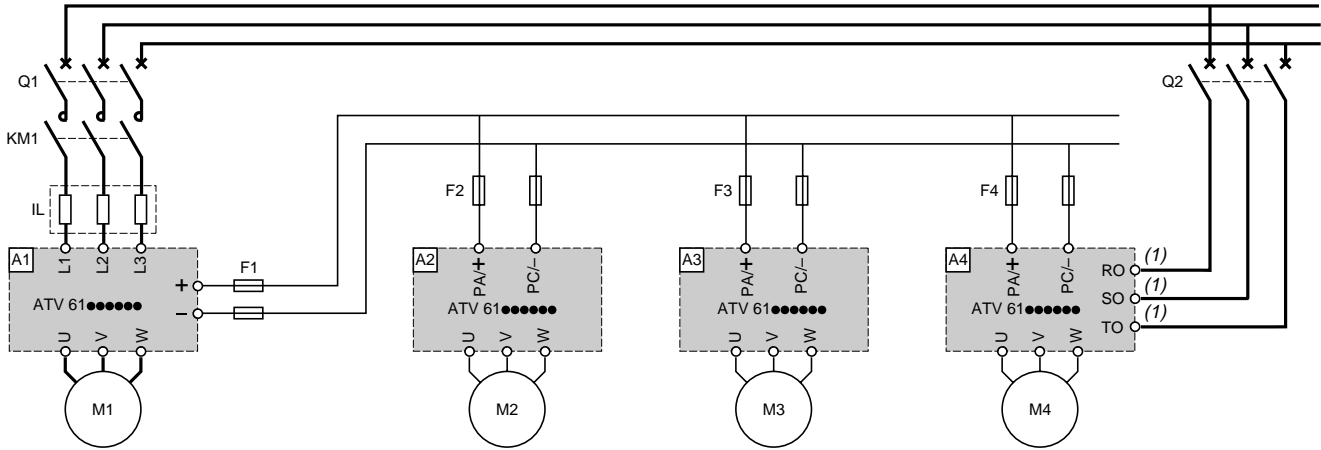 Q1
Q2
KM1
F2
F3
F4
IL
A1
L1
L2
L3
F1
+
–
ATV 61●●●●●●
U
V
W
M1
A2
PA/+
PC/–
ATV 61●●●●●●
U
V
W
M2
A3
PA/+
PC/–
ATV 61●●●●●●
U
V
W
M3
A4
PA/+
PC/–
RO
(1)
SO
(1)
TO
(1)
ATV 61●●●●●●
U
V
W
M4